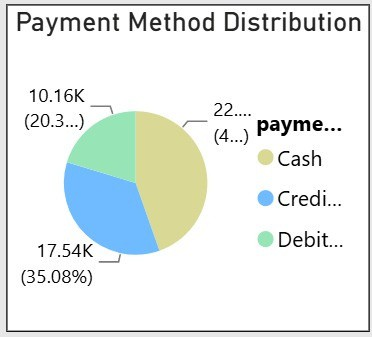 Payment Method Distribution
10.16K
(20.3...)
22....
(4...)
payme...
Cash
Credi...
Debit...
17.54K
(35.08%)